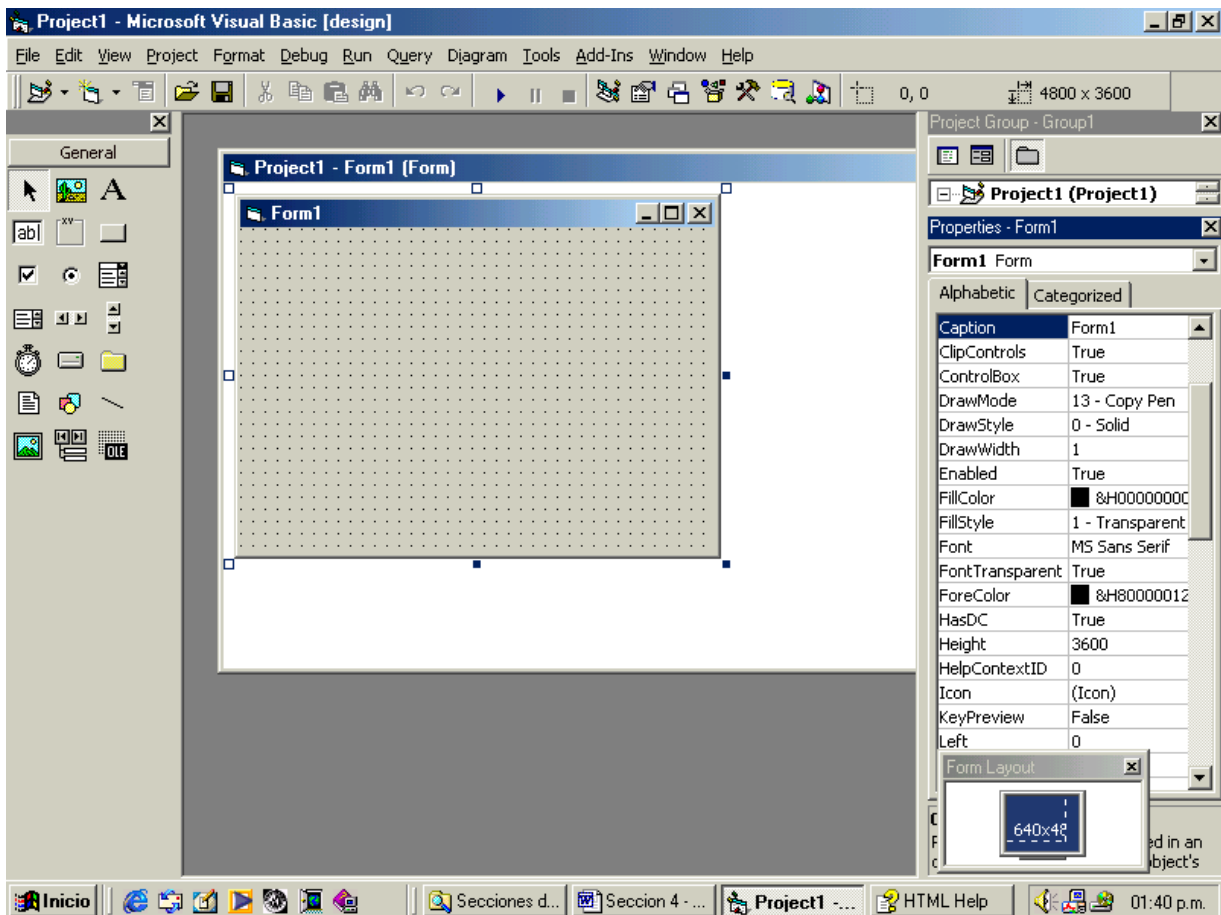 Project1 - Microsoft Visual Basic [design]
File Edit View Project Format Debug Run Query Diagram Tools Add-Ins Window Help
0, 0 4800 x 3600
General
A
ab|
XY
OLE
Project1 - Form1 (Form)
Form1
Project Group - Group1
Project1 (Project1)
Properties - Form1
Form1 Form
Alphabetic Categorized
Caption Form1
ClipControls True
ControlBox True
DrawMode 13 - Copy Pen
DrawStyle 0 - Solid
DrawWidth 1
Enabled True
FillColor &H00000000
FillStyle 1 - Transparent
Font MS Sans Serif
FontTransparent True
ForeColor &H80000012
HasDC True
Height 3600
HelpContextID 0
Icon (Icon)
KeyPreview False
Left 0
Form Layout
640x48
ed in an
bject's
Inicio Secciones d... Seccion 4 - ... Project1 -... HTML Help 01:40 p.m.